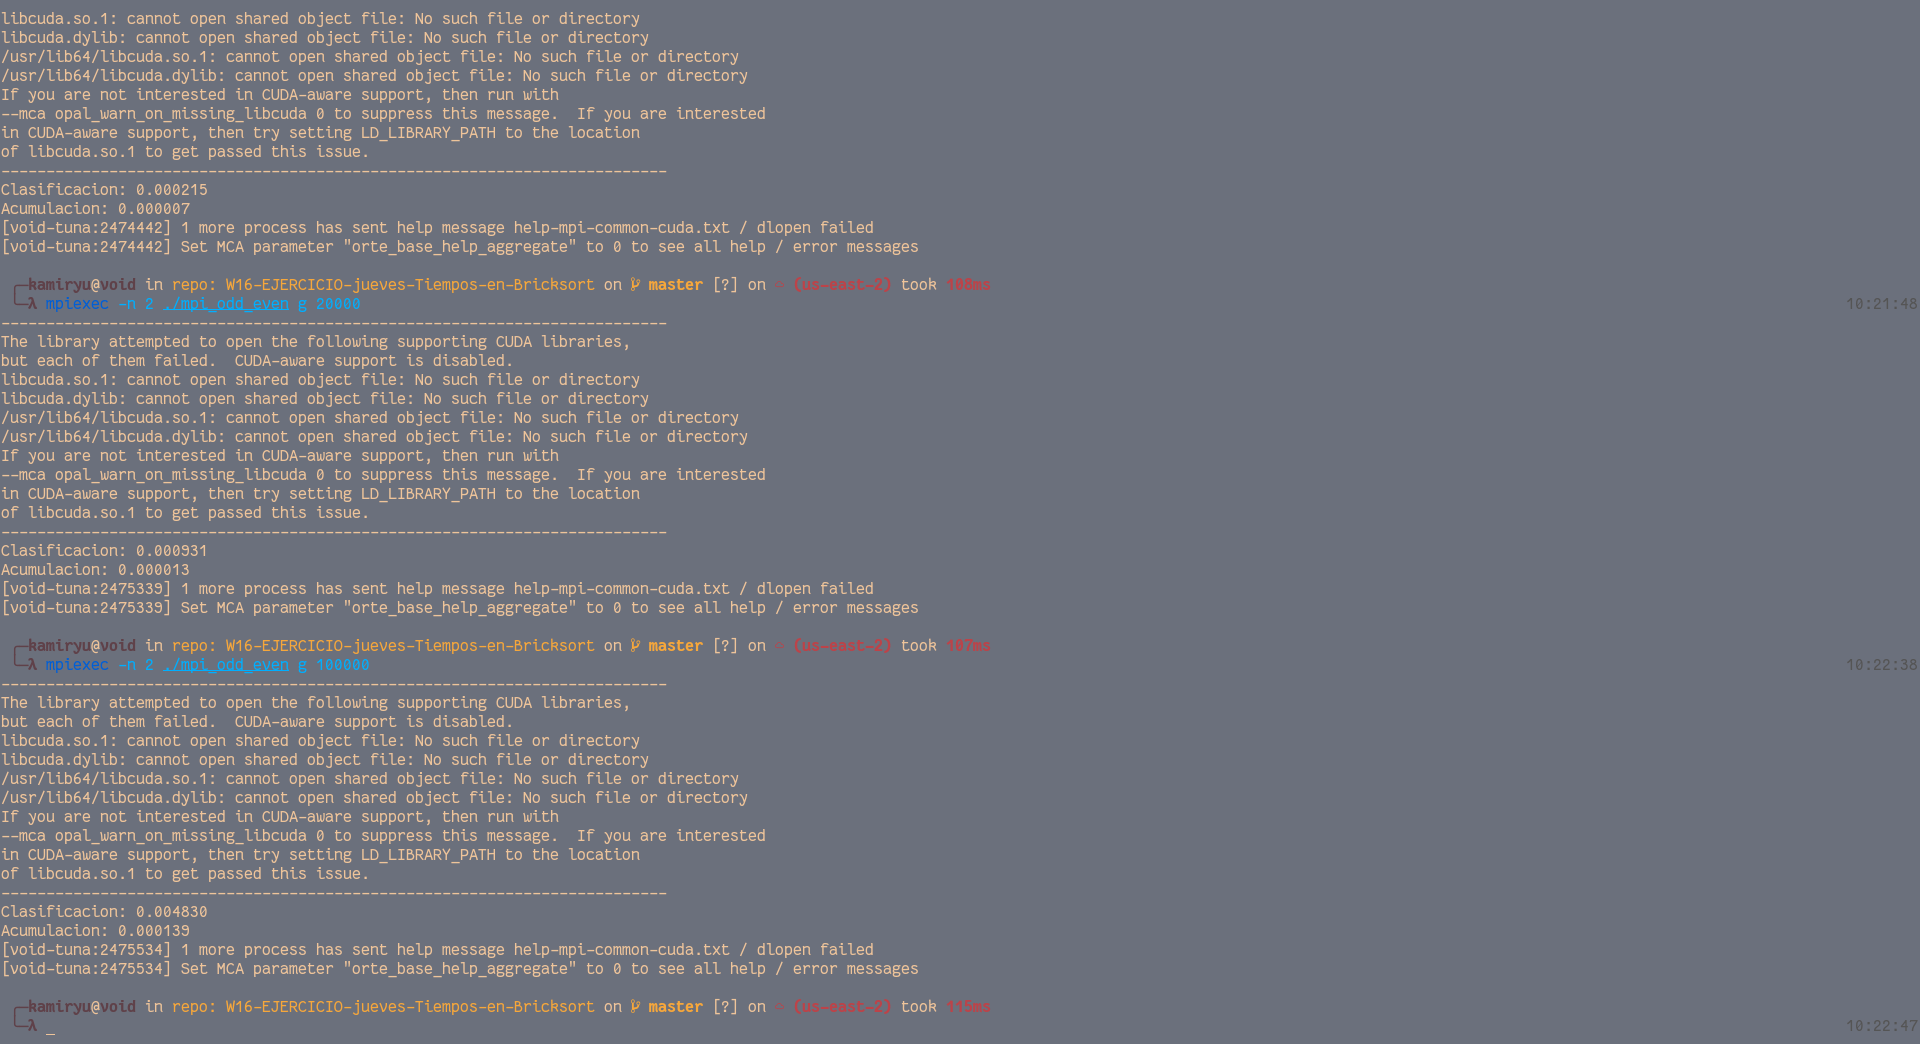 libcuda.so.1: cannot open shared object file: No such file or directory
libcuda.dylib: cannot open shared object file: No such file or directory
/usr/lib64/libcuda.so.1: cannot open shared object file: No such file or directory
/usr/lib64/libcuda.dylib: cannot open shared object file: No such file or directory
If you are not interested in CUDA-aware support, then run with
--mca opal_warn_on_missing_libcuda 0 to suppress this message.  If you are interested
in CUDA-aware support, then try setting LD_LIBRARY_PATH to the location
of libcuda.so.1 to get passed this issue.
--------------------------------------------------------------------------
Clasificacion: 0.000215
Acumulacion: 0.000007
[void-tuna:2474442] 1 more process has sent help message help-mpi-common-cuda.txt / dlopen failed
[void-tuna:2474442] Set MCA parameter "orte_base_help_aggregate" to 0 to see all help / error messages
kamiryu@void in repo: W16-EJERCICIO-jueves-Tiempos-en-Bricksort on master [?] on (us-east-2) took 108ms
λ mpiexec -n 2 ./mpi_odd_even g 20000 10:21:48
--------------------------------------------------------------------------
The library attempted to open the following supporting CUDA libraries,
but each of them failed.  CUDA-aware support is disabled.
libcuda.so.1: cannot open shared object file: No such file or directory
libcuda.dylib: cannot open shared object file: No such file or directory
/usr/lib64/libcuda.so.1: cannot open shared object file: No such file or directory
/usr/lib64/libcuda.dylib: cannot open shared object file: No such file or directory
If you are not interested in CUDA-aware support, then run with
--mca opal_warn_on_missing_libcuda 0 to suppress this message.  If you are interested
in CUDA-aware support, then try setting LD_LIBRARY_PATH to the location
of libcuda.so.1 to get passed this issue.
--------------------------------------------------------------------------
Clasificacion: 0.000931
Acumulacion: 0.000013
[void-tuna:2475339] 1 more process has sent help message help-mpi-common-cuda.txt / dlopen failed
[void-tuna:2475339] Set MCA parameter "orte_base_help_aggregate" to 0 to see all help / error messages
kamiryu@void in repo: W16-EJERCICIO-jueves-Tiempos-en-Bricksort on master [?] on (us-east-2) took 107ms
λ mpiexec -n 2 ./mpi_odd_even g 100000 10:22:38
--------------------------------------------------------------------------
The library attempted to open the following supporting CUDA libraries,
but each of them failed.  CUDA-aware support is disabled.
libcuda.so.1: cannot open shared object file: No such file or directory
libcuda.dylib: cannot open shared object file: No such file or directory
/usr/lib64/libcuda.so.1: cannot open shared object file: No such file or directory
/usr/lib64/libcuda.dylib: cannot open shared object file: No such file or directory
If you are not interested in CUDA-aware support, then run with
--mca opal_warn_on_missing_libcuda 0 to suppress this message.  If you are interested
in CUDA-aware support, then try setting LD_LIBRARY_PATH to the location
of libcuda.so.1 to get passed this issue.
--------------------------------------------------------------------------
Clasificacion: 0.004830
Acumulacion: 0.000139
[void-tuna:2475534] 1 more process has sent help message help-mpi-common-cuda.txt / dlopen failed
[void-tuna:2475534] Set MCA parameter "orte_base_help_aggregate" to 0 to see all help / error messages
kamiryu@void in repo: W16-EJERCICIO-jueves-Tiempos-en-Bricksort on master [?] on (us-east-2) took 115ms
λ _ 10:22:47